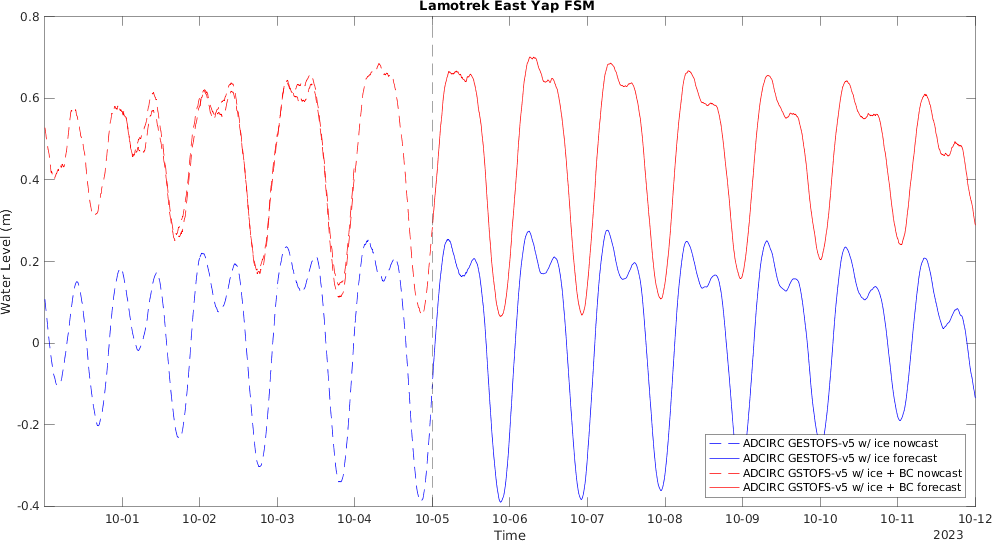 Lamotrek East Yap FSM
0.8
0.6
0.4
0.2
0
-0.2
-0.4
Water Level (m)
ADCIRC GESTOFS-v5 w/ ice nowcast
ADCIRC GESTOFS-v5 w/ ice forecast
ADCIRC GSTOFS-v5 w/ ice + BC nowcast
ADCIRC GSTOFS-v5 w/ ice + BC forecast
10-01 10-02 10-03 10-04 10-05 10-06 10-07 10-08 10-09 10-10 10-11 10-12
Time
2023